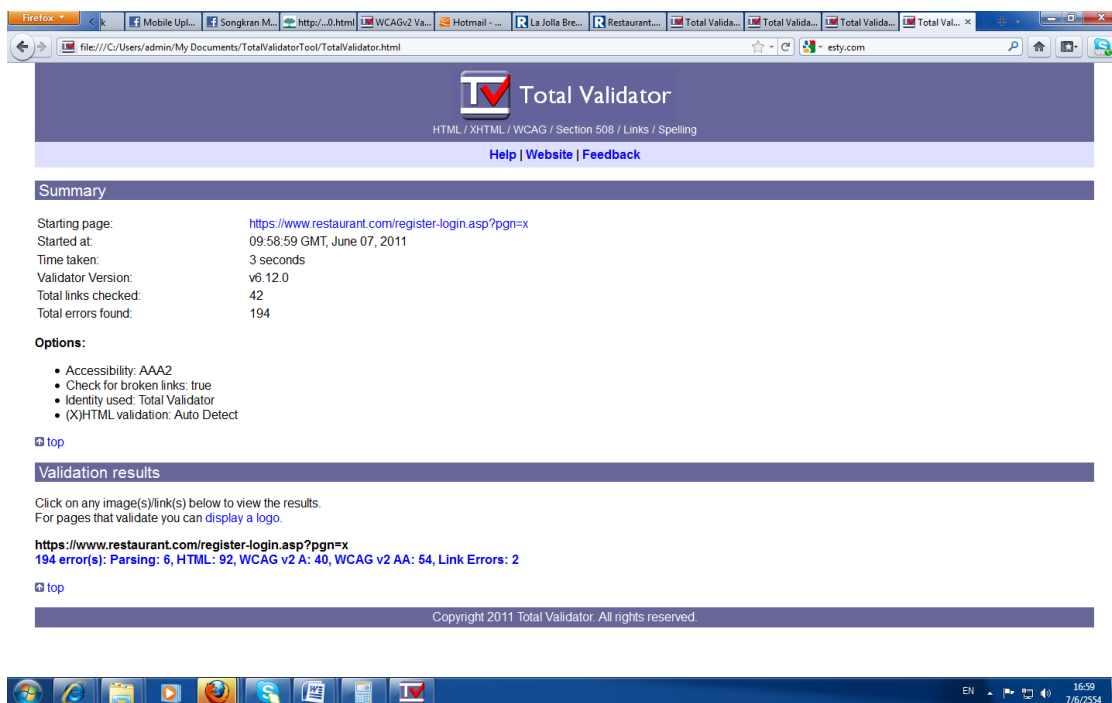 Firefox
k
Mobile Upl...
Songkran M...
http:/...0.html
WCAGv2 Va...
Hotmail - ...
La Jolla Bre...
Restaurant....
Total Valida...
Total Valida...
Total Valida...
Total Val...
file:///C:/Users/admin/My Documents/TotalValidatorTool/TotalValidator.html
esty.com
TV Total Validator
HTML / XHTML / WCAG / Section 508 / Links / Spelling
Help | Website | Feedback
Summary
Starting page: https://www.restaurant.com/register-login.asp?pgn=x
Started at: 09:58:59 GMT, June 07, 2011
Time taken: 3 seconds
Validator Version: v6.12.0
Total links checked: 42
Total errors found: 194
Options:
• Accessibility: AAA2
• Check for broken links: true
• Identity used: Total Validator
• (X)HTML validation: Auto Detect
top
Validation results
Click on any image(s)/link(s) below to view the results.
For pages that validate you can display a logo.
https://www.restaurant.com/register-login.asp?pgn=x
194 error(s): Parsing: 6, HTML: 92, WCAG v2 A: 40, WCAG v2 AA: 54, Link Errors: 2
top
Copyright 2011 Total Validator. All rights reserved.
EN
16:59
7/6/2554